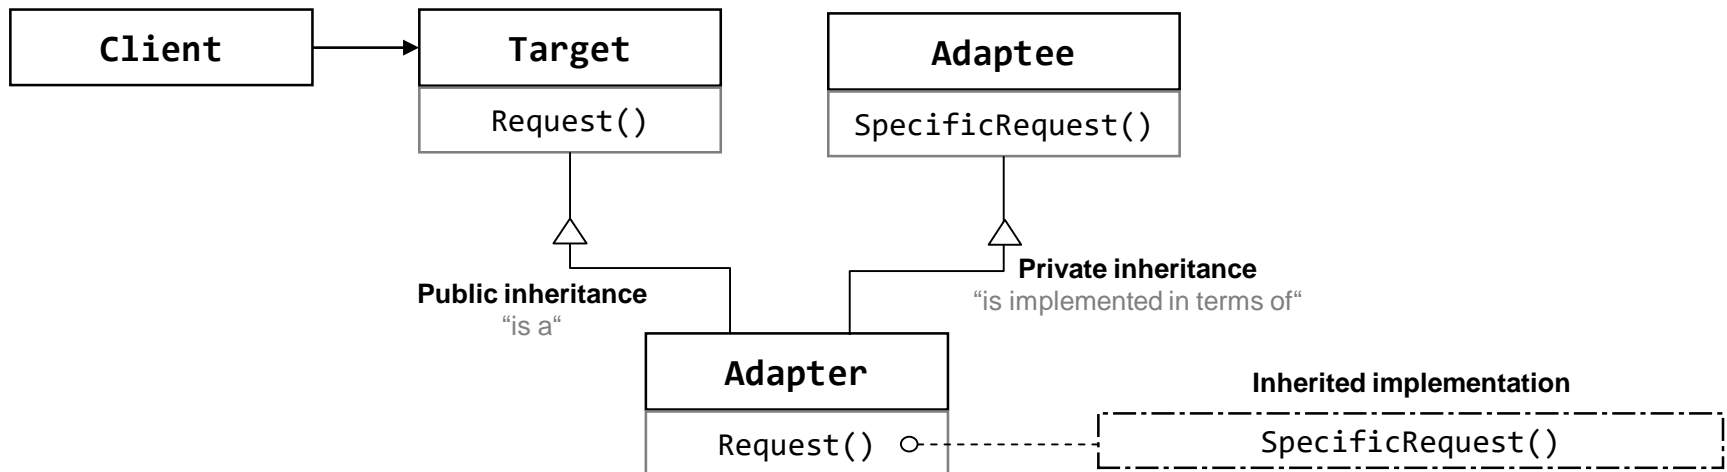 Client
Target
Adaptee
Request()
SpecificRequest()
Public inheritance
“is a“
Private inheritance
“is implemented in terms of“
Adapter
Request()
Inherited implementation
SpecificRequest()